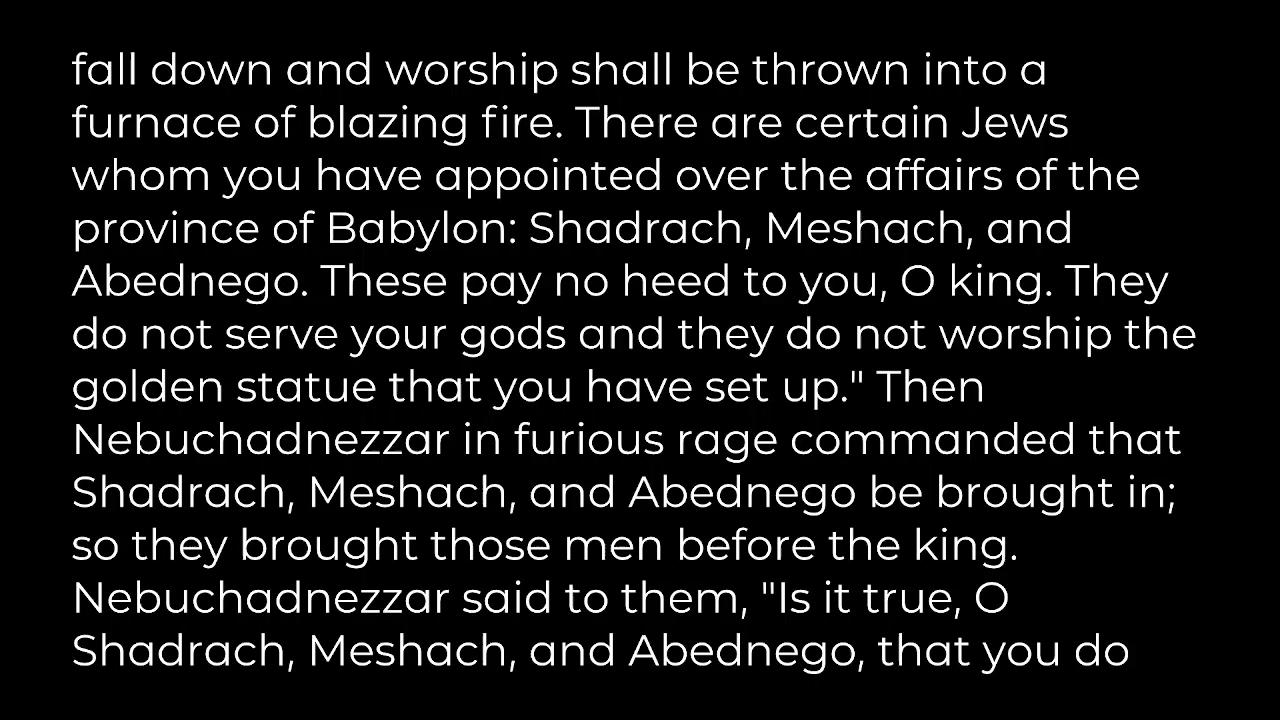 fall down and worship shall be thrown into a
furnace of blazing fire. There are certain Jews
whom you have appointed over the affairs of the
province of Babylon: Shadrach, Meshach, and
Abednego. These pay no heed to you, O king. They
do not serve your gods and they do not worship the
golden statue that you have set up." Then
Nebuchadnezzar in furious rage commanded that
Shadrach, Meshach, and Abednego be brought in;
so they brought those men before the king.
Nebuchadnezzar said to them, "Is it true, O
Shadrach, Meshach, and Abednego, that you do